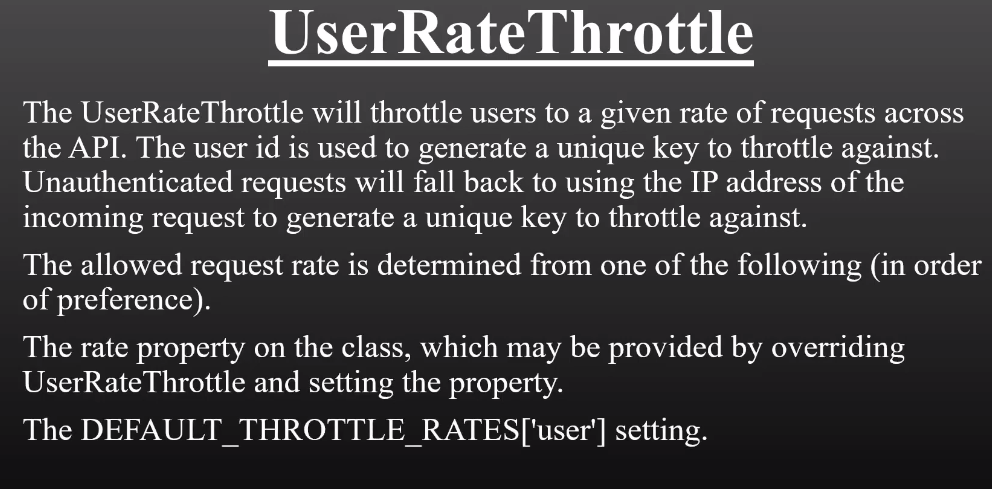 UserRateThrottle
The UserRateThrottle will throttle users to a given rate of requests across
the API. The user id is used to generate a unique key to throttle against.
Unauthenticated requests will fall back to using the IP address of the
incoming request to generate a unique key to throttle against.
The allowed request rate is determined from one of the following (in order
of preference).
The rate property on the class, which may be provided by overriding
UserRateThrottle and setting the property.
The DEFAULT_THROTTLE_RATES['user'] setting.